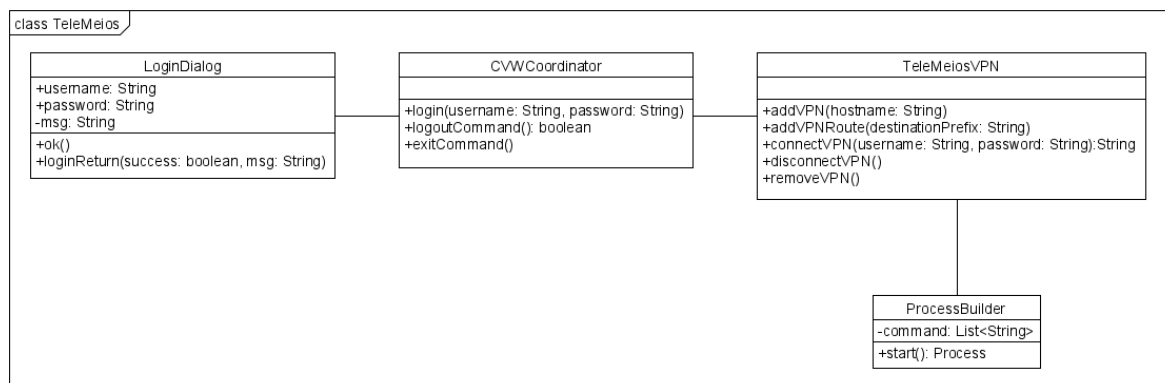 class TeleMeios
LoginDialog
+username: String
+password: String
-msg: String
+ok()
+loginReturn(success: boolean, msg: String)
CVWCoordinator
+login(username: String, password: String)
+logoutCommand(): boolean
+exitCommand()
TeleMeiosVPN
+addVPN(hostname: String)
+addVPNRoute(destinationPrefix: String)
+connectVPN(username: String, password: String):String
+disconnectVPN()
+removeVPN()
ProcessBuilder
-command: List<String>
+start(): Process